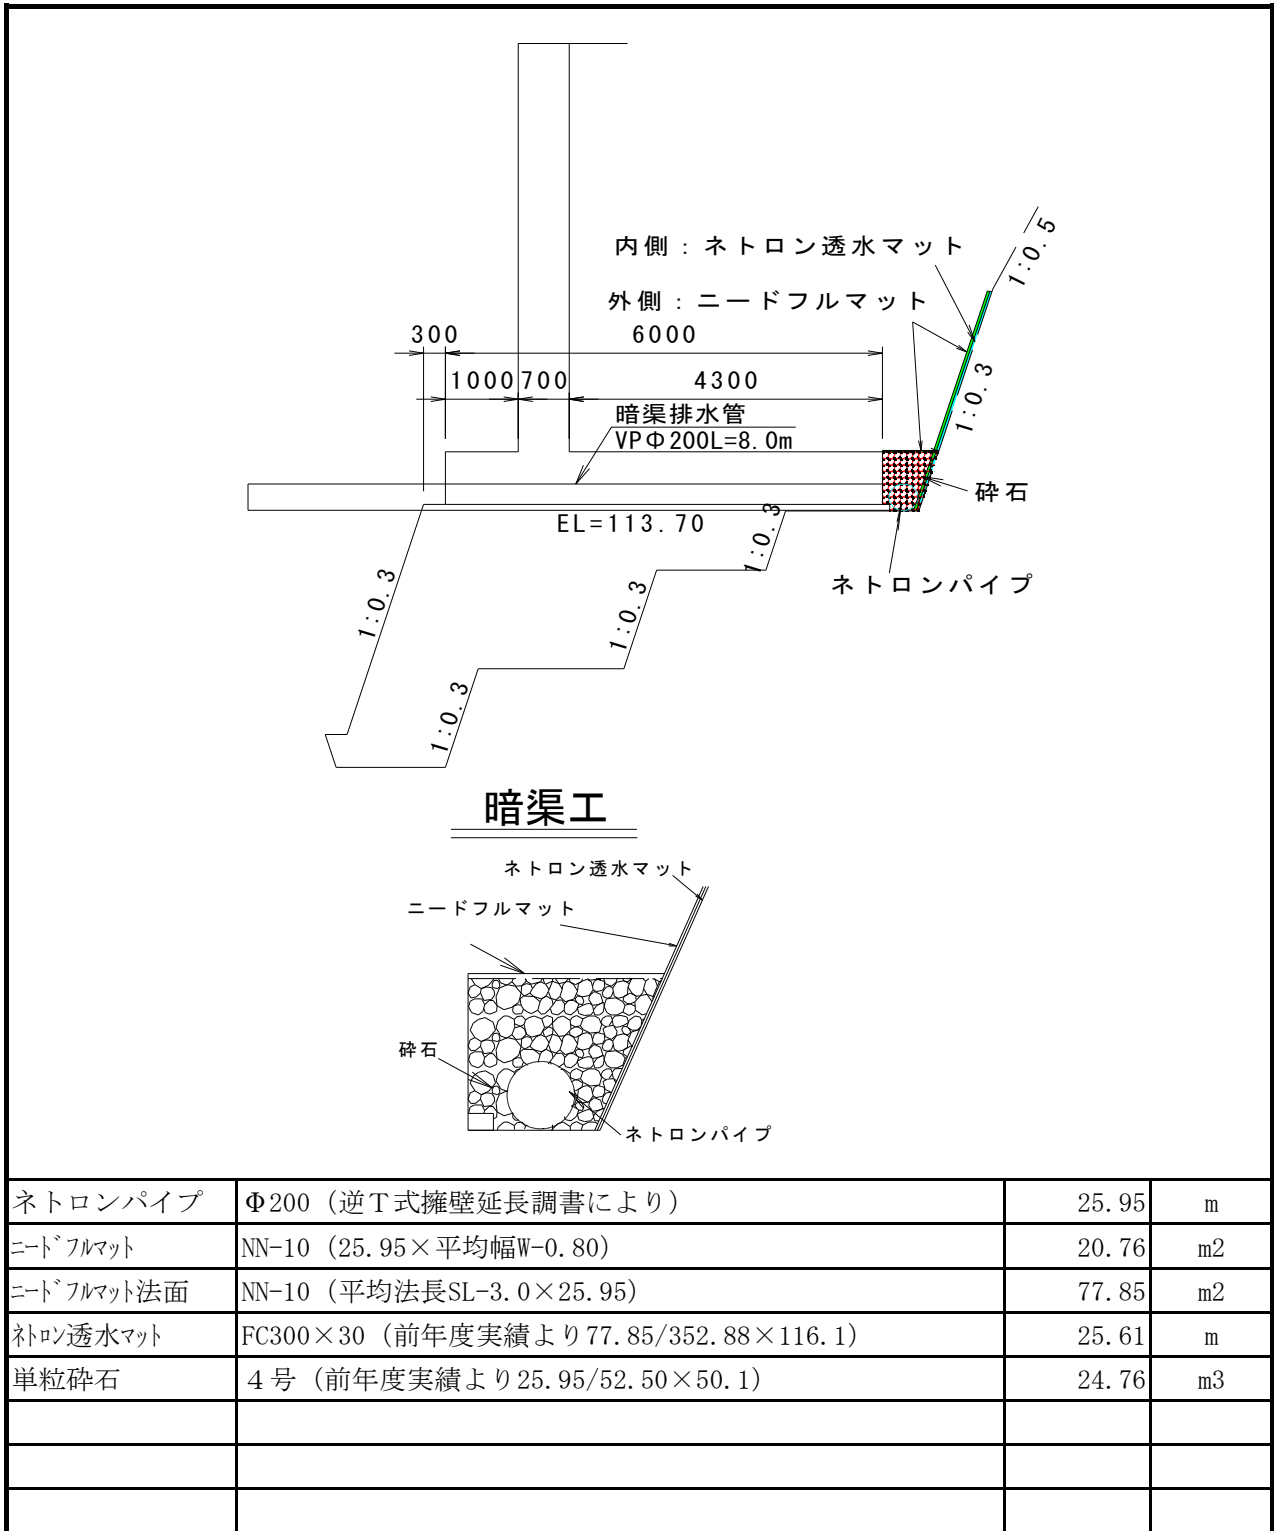 内側：ネトロン透水マット
1:0.5
外側：ニードフルマット
300
6000
1000
700
4300
1:0.3
暗渠排水管
VPΦ200L=8.0m
砕石
EL=113.70
1:0.3
ネトロンパイプ
1:0.3
1:0.3
1:0.3
暗渠工
ネトロン透水マット
ニードフルマット
砕石
ネトロンパイプ
ネトロンパイプ Φ200（逆Ｔ式擁壁延長調書により） 25.95 m
ﾆｰﾄﾞﾌﾙﾏｯﾄ NN-10（25.95×平均幅W-0.80） 20.76 m2
ﾆｰﾄﾞﾌﾙﾏｯﾄ法面 NN-10（平均法長SL-3.0×25.95） 77.85 m2
ﾈﾄﾛﾝ透水ﾏｯﾄ FC300×30（前年度実績より77.85/352.88×116.1） 25.61 m
単粒砕石 ４号（前年度実績より25.95/52.50×50.1） 24.76 m3